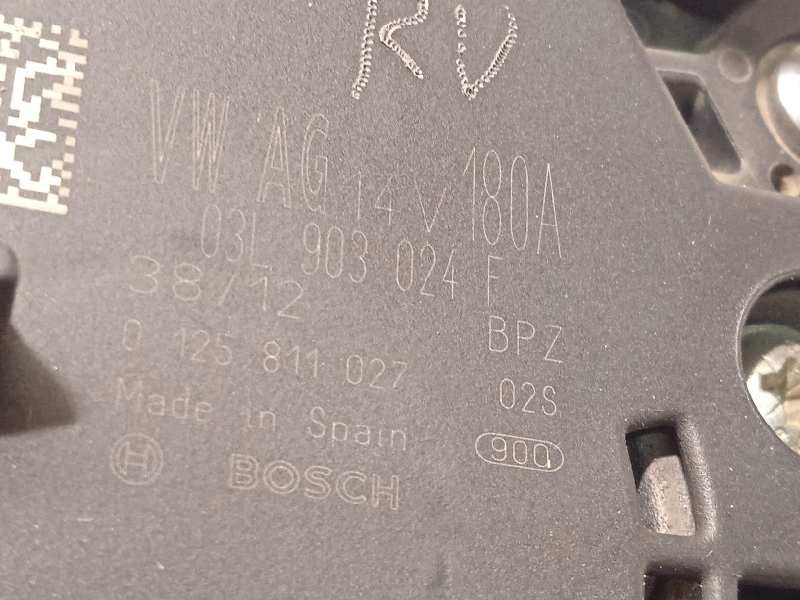 RV
VW AG 14V 180A
03L 903 024 F
38/12
BPZ
0 125 811 027
02S
Made in Spain
900
BOSCH